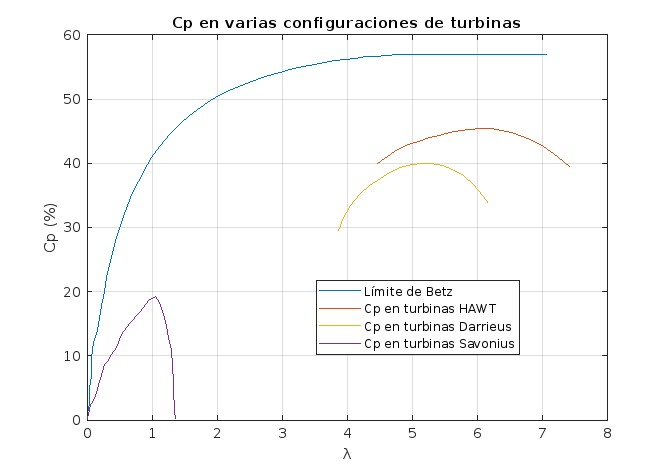 Cp en varias configuraciones de turbinas
60
50
40
30
20
10
0
Cp (%)
Límite de Betz
Cp en turbinas HAWT
Cp en turbinas Darrieus
Cp en turbinas Savonius
0 1 2 3 4 5 6 7 8
λ